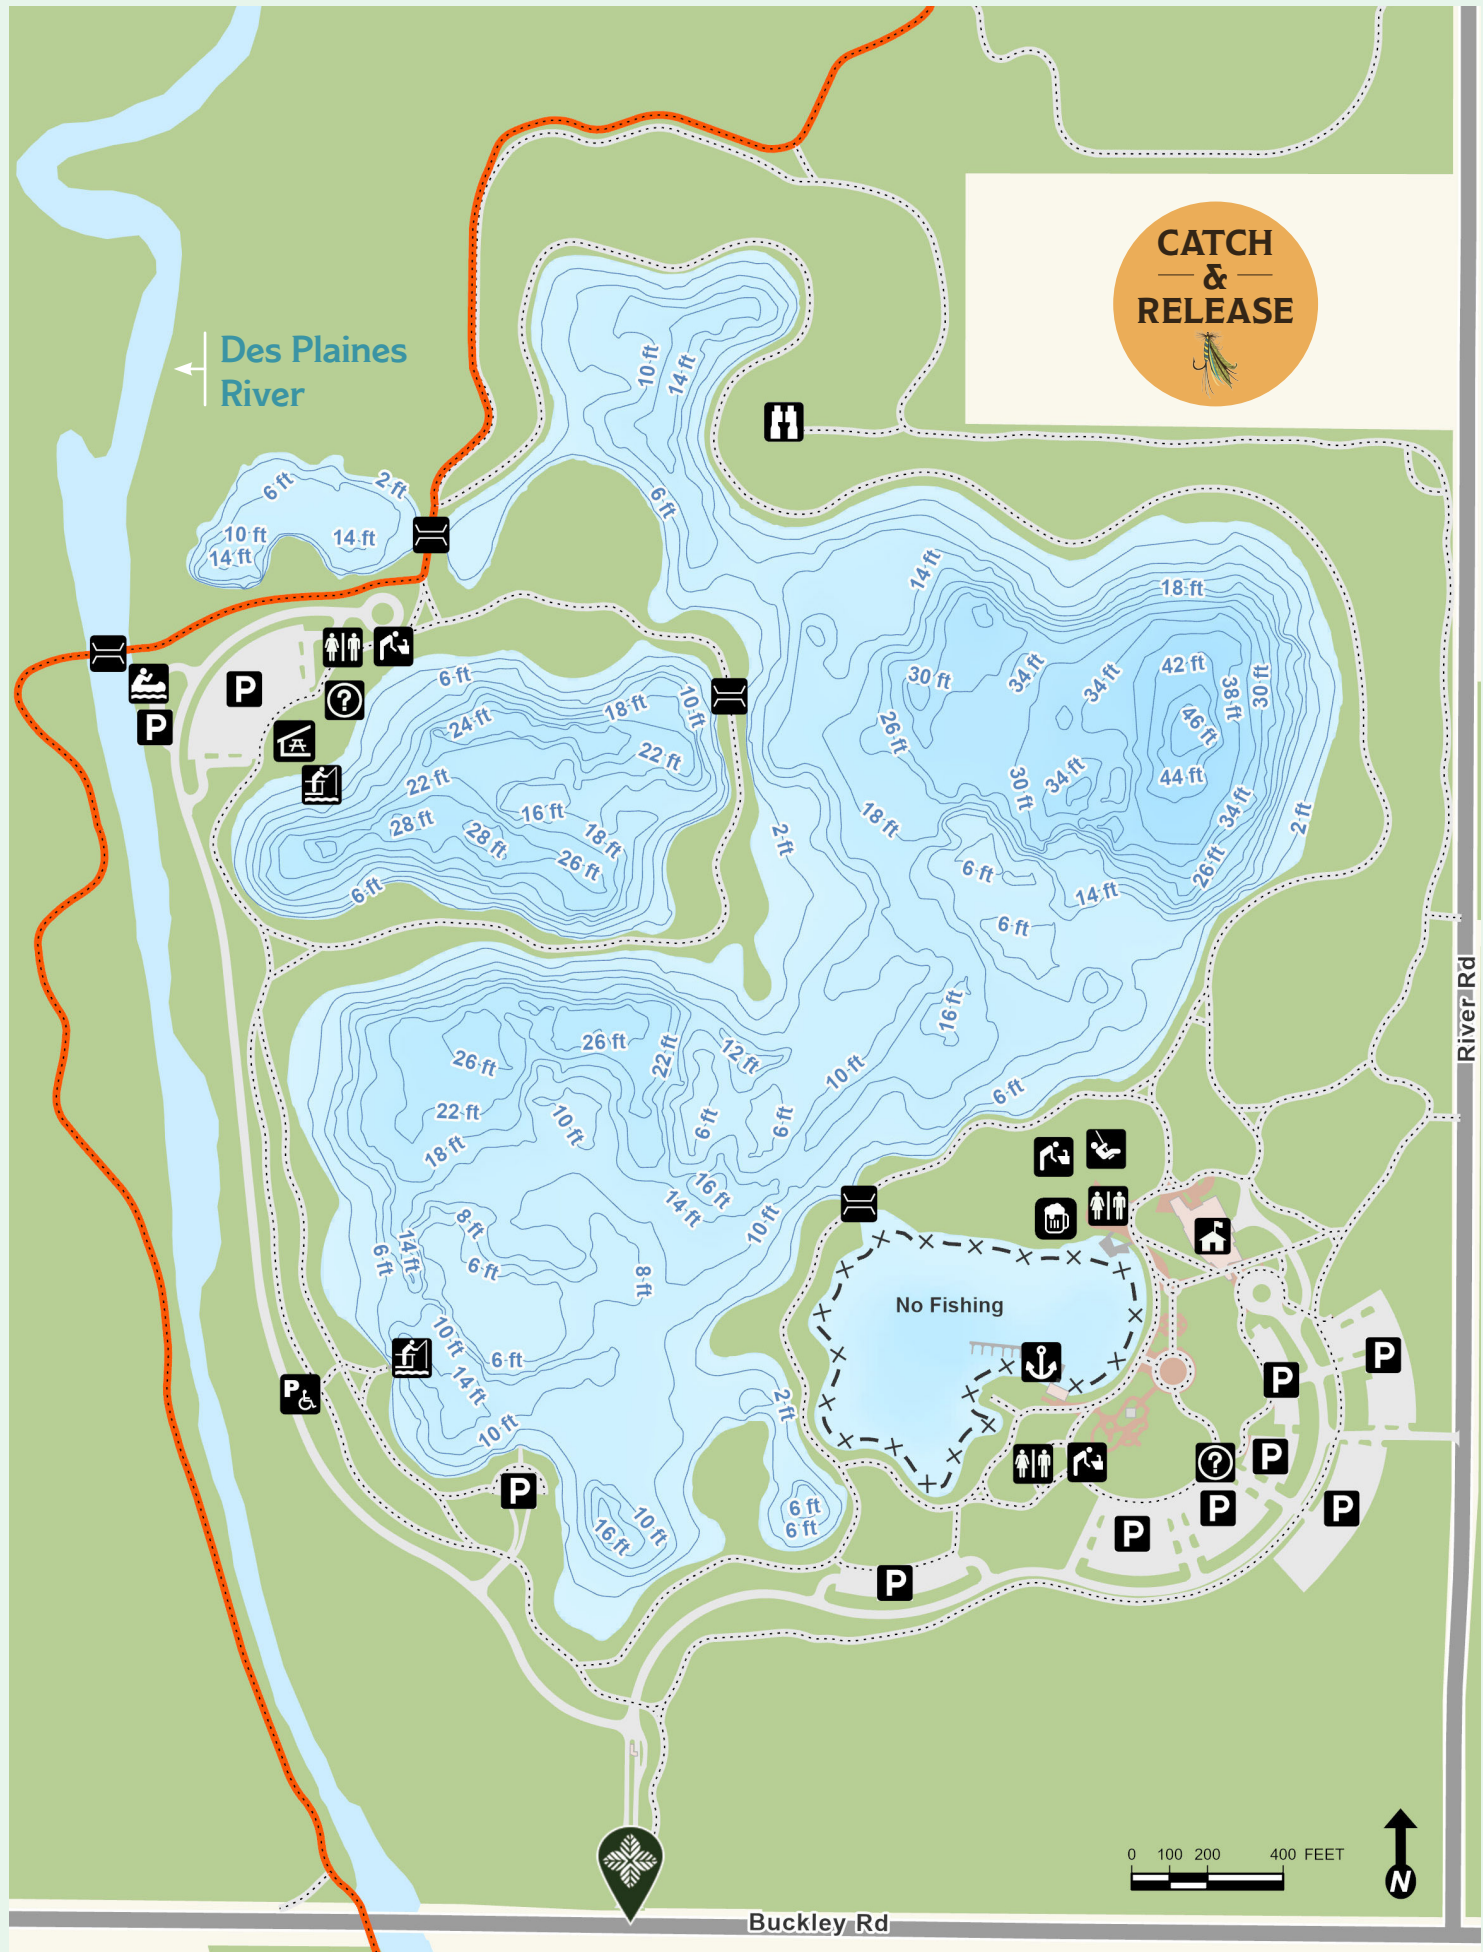 CATCH
&
RELEASE
Des Plaines
River
10 ft
14 ft
6 ft
2 ft
6 ft
10 ft
14 ft
14 ft
14 ft
18 ft
6 ft
24 ft
18 ft
10 ft
22 ft
22 ft
16 ft
28 ft
28 ft
18 ft
26 ft
6 ft
30 ft
34 ft
34 ft
42 ft
38 ft
30 ft
26 ft
46 ft
30 ft
34 ft
44 ft
34 ft
2 ft
2 ft
18 ft
6 ft
14 ft
26 ft
6 ft
16 ft
River Rd
26 ft
26 ft
22 ft
12 ft
10 ft
6 ft
22 ft
10 ft
6 ft
6 ft
18 ft
16 ft
14 ft
10 ft
8 ft
14 ft
6 ft
6 ft
8 ft
10 ft
6 ft
14 ft
10 ft
2 ft
No Fishing
6 ft
6 ft
10 ft
16 ft
P
P
?
P
P
P
P
P
?
P
P
P
P
P
0 100 200 400 FEET
N
Buckley Rd